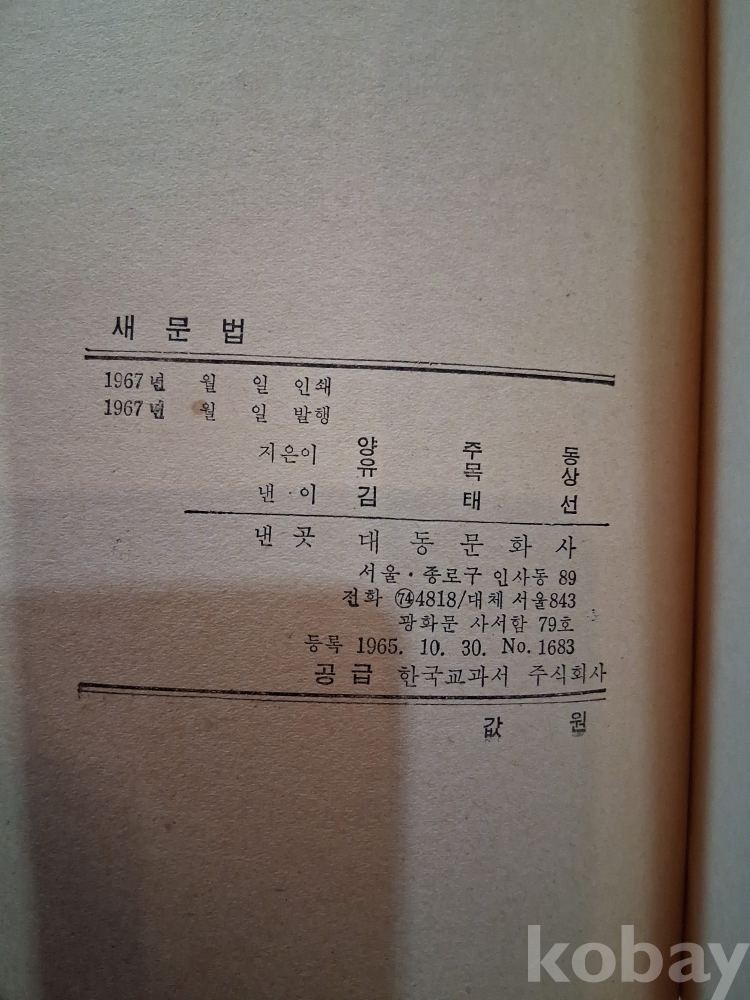 새 문 법
1967년 월 일 인쇄
1967년 월 일 발행
지은이 양 주 동
유 목 상
낸·이 김 태 선
낸 곳 대 동 문 화 사
서울·종로구 인사동 89
전화 ㉔4818/대체 서울843
광화문 사서함 79호
등록 1965. 10. 30. No. 1683
공 급 한국교과서 주식회사
값 원
kobay